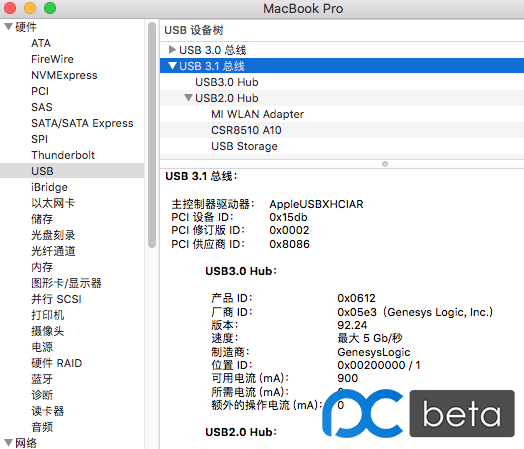 MacBook Pro
硬件
ATA
FireWire
NVMExpress
PCI
SAS
SATA/SATA Express
SPI
Thunderbolt
USB
iBridge
以太网卡
储存
光盘刻录
光纤通道
内存
图形卡/显示器
并行 SCSI
打印机
摄像头
电源
硬件 RAID
蓝牙
诊断
读卡器
音频
网络
USB 设备树
USB 3.0 总线
USB 3.1 总线
USB3.0 Hub
USB2.0 Hub
MI WLAN Adapter
CSR8510 A10
USB Storage
USB 3.1 总线:
主控制器驱动器: AppleUSBXHCIAR
PCI 设备 ID: 0x15db
PCI 修订版 ID: 0x0002
PCI 供应商 ID: 0x8086
USB3.0 Hub:
产品 ID: 0x0612
厂商 ID: 0x05e3 (Genesys Logic, Inc.)
版本: 92.24
速度: 最大 5 Gb/秒
制造商: GenesysLogic
位置 ID: 0x00200000 / 1
可用电流 (mA): 900
所需电流 (mA):
额外的操作电流 (mA): 0
USB2.0 Hub:
pc beta